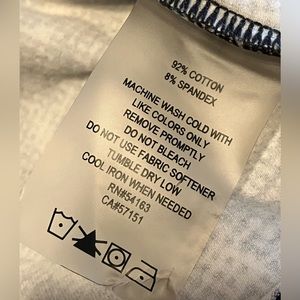 92% COTTON
8% SPANDEX
MACHINE WASH COLD WITH
LIKE COLORS ONLY
REMOVE PROMPTLY
DO NOT BLEACH
DO NOT USE FABRIC SOFTENER
TUMBLE DRY LOW
COOL IRON WHEN NEEDED
RN#54163
CA#57151